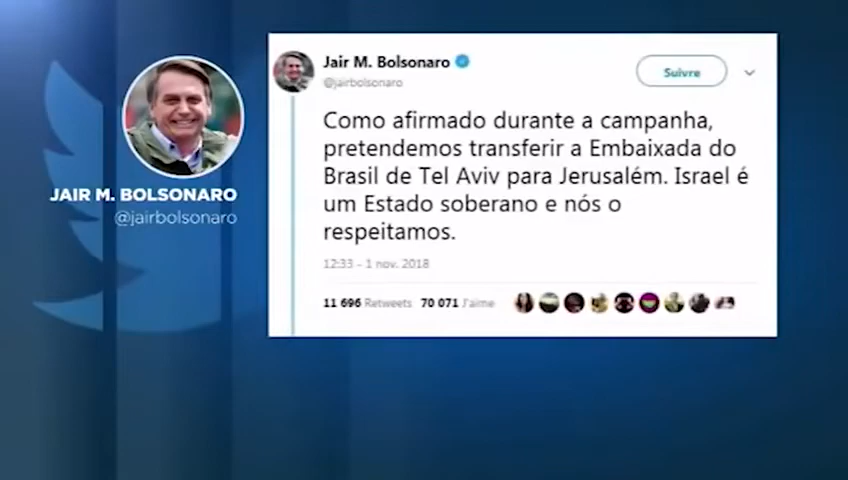 JAIR M. BOLSONARO
@jairbolsonaro
Jair M. Bolsonaro
@jairbolsonaro
Suivre
Como afirmado durante a campanha,
pretendemos transferir a Embaixada do
Brasil de Tel Aviv para Jerusalém. Israel é
um Estado soberano e nós o
respeitamos.
12:33 - 1 nov. 2018
11 696 Retweets 70 071 J'aime